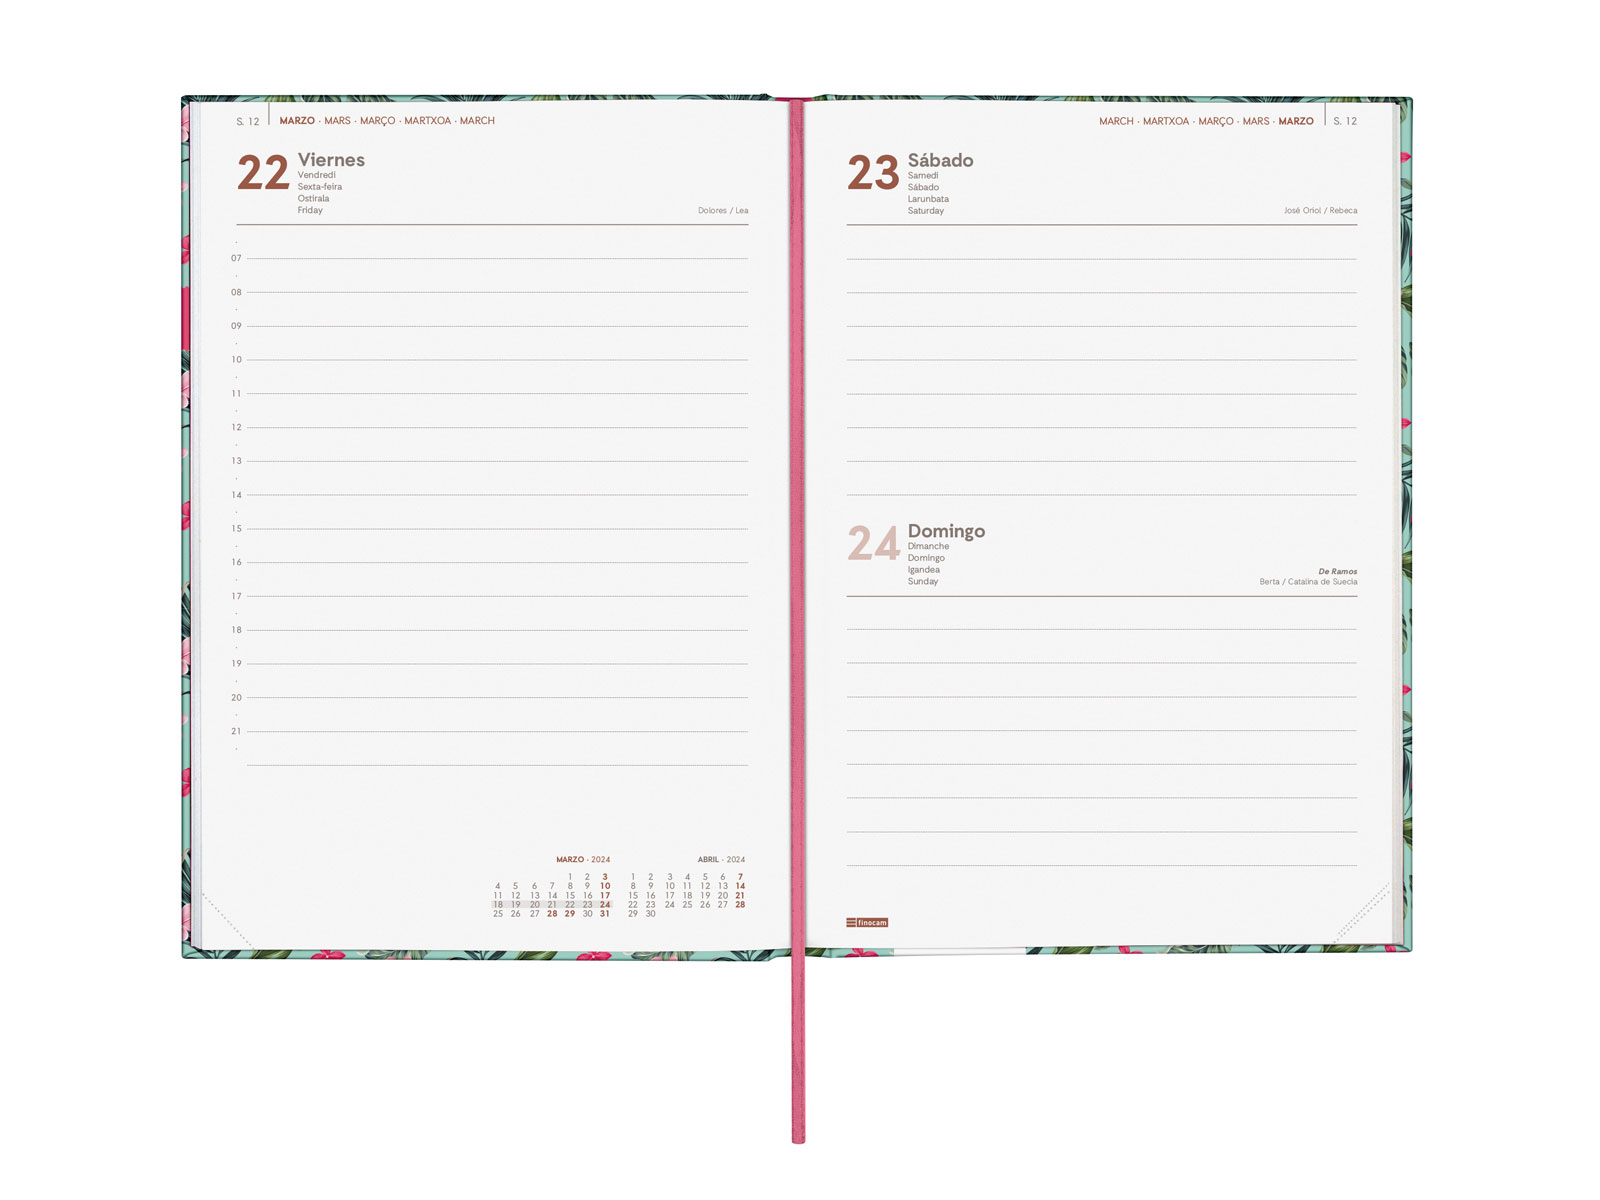 S. 12 MARZO · MARS · MARÇO · MARTXOA · MARCH
22 Viernes
Vendredi
Sexta-feira
Ostirala
Friday
Dolores / Lea
07
08
09
10
11
12
13
14
15
16
17
18
19
20
21
MARZO · 2024
1 2 3
4 5 6 7 8 9 10
11 12 13 14 15 16 17
18 19 20 21 22 23 24
25 26 27 28 29 30 31
ABRIL · 2024
1 2 3 4 5 6 7
8 9 10 11 12 13 14
15 16 17 18 19 20 21
22 23 24 25 26 27 28
29 30
MARCH · MARTXOA · MARÇO · MARS · MARZO S. 12
23 Sábado
Samedi
Sábado
Larunbata
Saturday
José Oriol / Rebeca
24 Domingo
Dimanche
Domingo
Igandea
Sunday
De Ramos
Berta / Catalina de Suecia
finocam